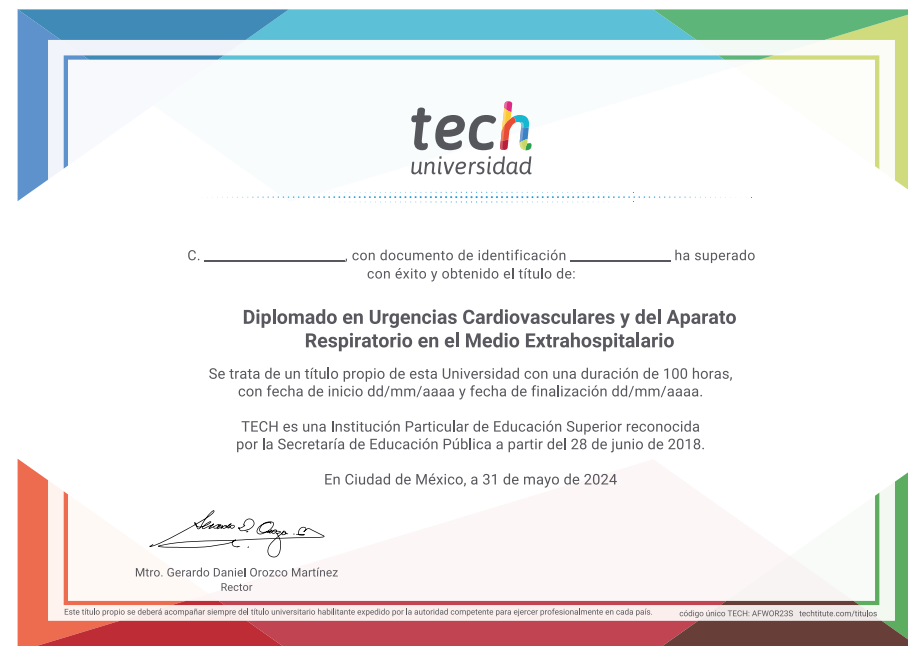 tech
universidad
C. ____________, con documento de identificación ____________ ha superado
con éxito y obtenido el título de:
Diplomado en Urgencias Cardiovasculares y del Aparato
Respiratorio en el Medio Extrahospitalario
Se trata de un título propio de esta Universidad con una duración de 100 horas,
con fecha de inicio dd/mm/aaaa y fecha de finalización dd/mm/aaaa.
TECH es una Institución Particular de Educación Superior reconocida
por la Secretaría de Educación Pública a partir del 28 de junio de 2018.
En Ciudad de México, a 31 de mayo de 2024
Mtro. Gerardo Daniel Orozco Martínez
Rector
Este título propio se deberá acompañar siempre del título universitario habilitante expedido por la autoridad competente para ejercer profesionalmente en cada país. código único TECH: AFWOR23S techtitute.com/titulos